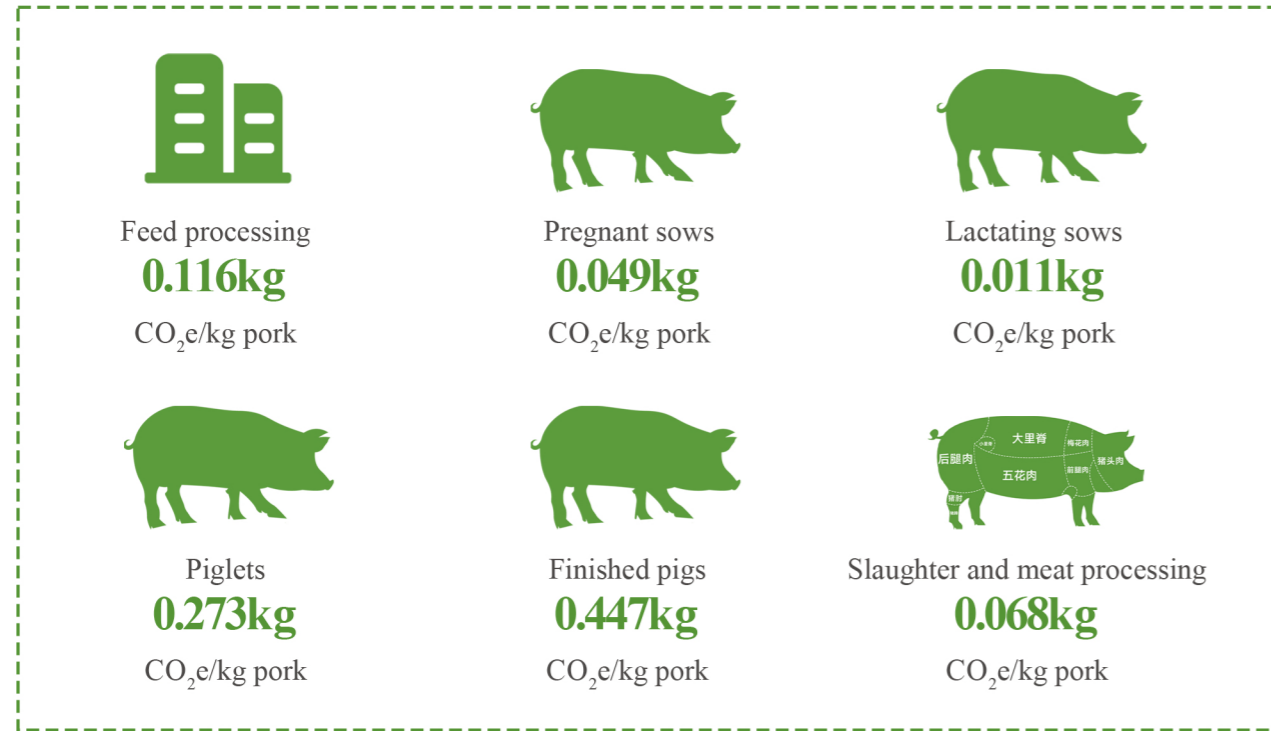 Feed processing
0.116kg
CO₂e/kg pork
Pregnant sows
0.049kg
CO₂e/kg pork
Lactating sows
0.011kg
CO₂e/kg pork
Piglets
0.273kg
CO₂e/kg pork
Finished pigs
0.447kg
CO₂e/kg pork
后腿肉
大里脊
梅花肉
猪头肉
五花肉
前腿肉
猪肘
Slaughter and meat processing
0.068kg
CO₂e/kg pork